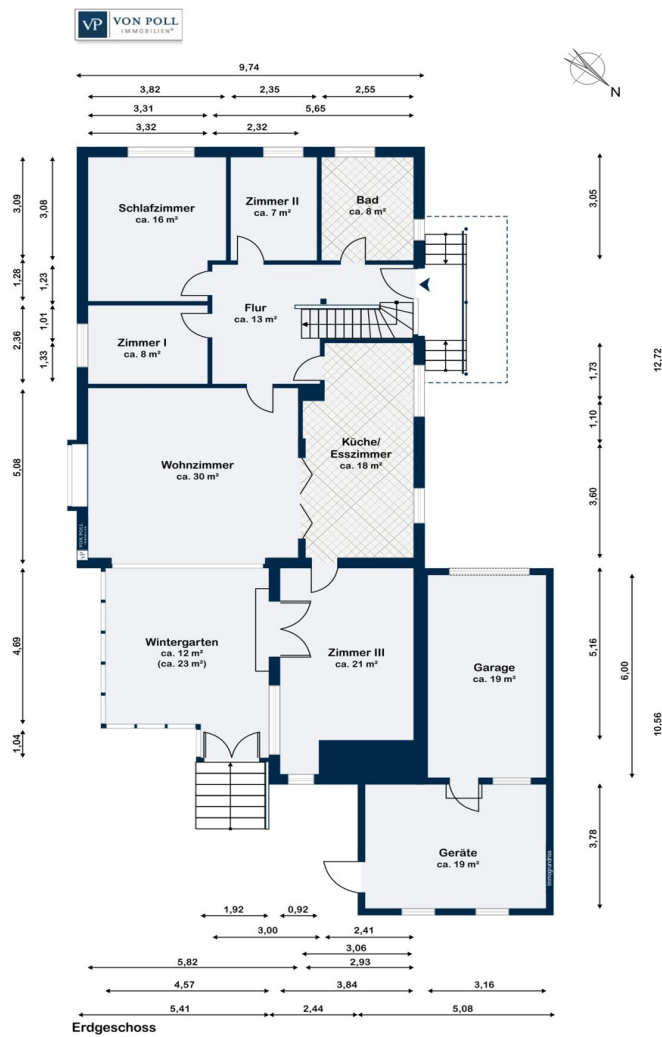 VP VON POLL
IMMOBILIEN®
9,74
3,82 2,35 2,55
3,31 5,65
3,32 2,32
N
3,09
3,08
1,28
1,23
2,36
1,01
1,33
5,08
4,69
1,04
Schlafzimmer
ca. 16 m²
Zimmer II
ca. 7 m²
Bad
ca. 8 m²
Flur
ca. 13 m²
Zimmer I
ca. 8 m²
Wohnzimmer
ca. 30 m²
Küche/
Esszimmer
ca. 18 m²
VP VON POLL
Wintergarten
ca. 12 m²
(ca. 23 m²)
Zimmer III
ca. 21 m²
Garage
ca. 19 m²
Geräte
ca. 19 m²
immogrundriss
3,05
1,73
1,10
3,60
5,16
6,00
3,78
12,72
10,56
1,92 0,92
3,00 2,41
3,06
5,82 2,93
4,57 3,84 3,16
5,41 2,44 5,08
Erdgeschoss